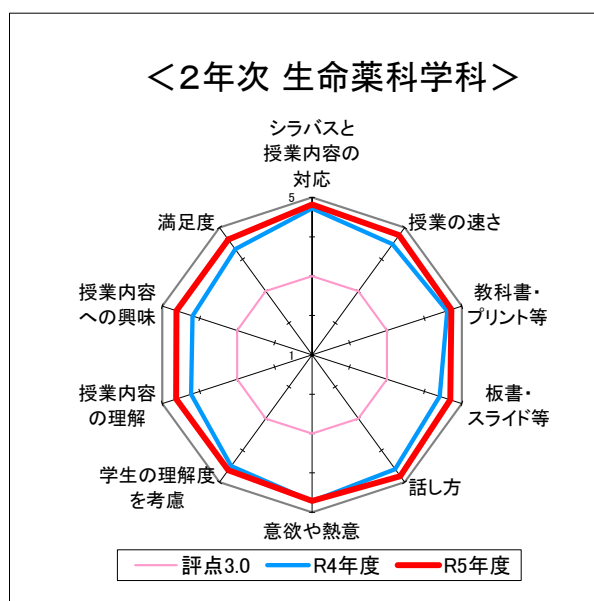 ＜２年次 生命薬科学科＞
シラバスと
授業内容の
対応
5
授業の速さ
教科書・
プリント等
板書・
スライド等
話し方
意欲や熱意
学生の理解度
を考慮
授業内容
の理解
授業内容
への興味
満足度
1
評点3.0
R4年度
R5年度